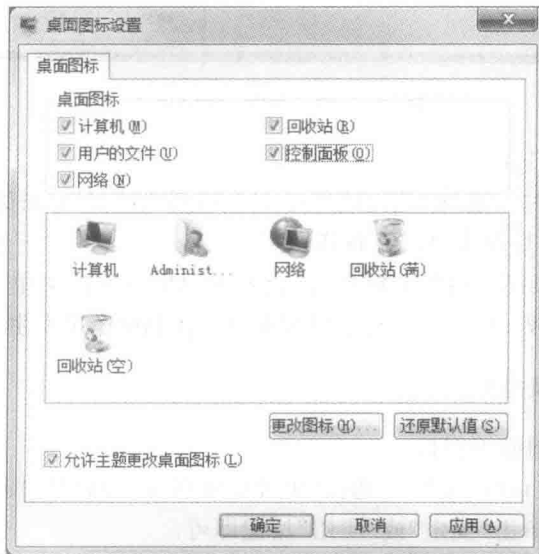 桌面图标设置
桌面图标
桌面图标
计算机(M) 回收站(R)
用户的文件(U) 控制面板(O)
网络(N)
计算机 Administ... 网络 回收站(满)
回收站(空)
更改图标(H)... 还原默认值(S)
允许主题更改桌面图标(L)
确定 取消 应用(A)